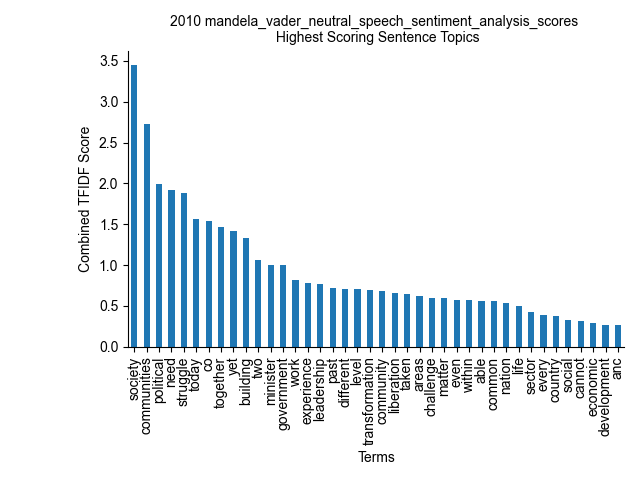 2010 mandela_vader_neutral_speech_sentiment_analysis_scores
Highest Scoring Sentence Topics
Combined TFIDF Score
3.5
3.0
2.5
2.0
1.5
1.0
0.5
0.0
society
communities
political
need
struggle
today
co
together
yet
building
two
minister
government
work
experience
leadership
past
different
level
transformation
community
liberation
taken
areas
challenge
matter
even
within
able
common
nation
life
sector
every
country
social
cannot
economic
development
anc
Terms